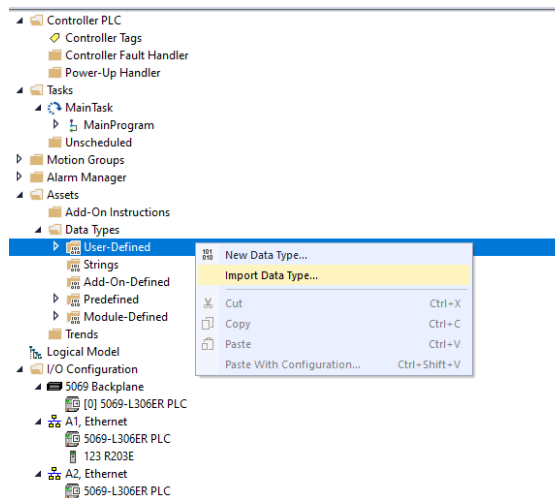 Controller PLC
Controller Tags
Controller Fault Handler
Power-Up Handler
Tasks
MainTask
MainProgram
Unscheduled
Motion Groups
Alarm Manager
Assets
Add-On Instructions
Data Types
User-Defined
Strings
Add-On-Defined
Predefined
Module-Defined
Trends
Logical Model
I/O Configuration
5069 Backplane
[0] 5069-L306ER PLC
A1, Ethernet
5069-L306ER PLC
123 R203E
A2, Ethernet
5069-L306ER PLC
New Data Type...
Import Data Type...
Cut Ctrl+X
Copy Ctrl+C
Paste Ctrl+V
Paste With Configuration... Ctrl+Shift+V